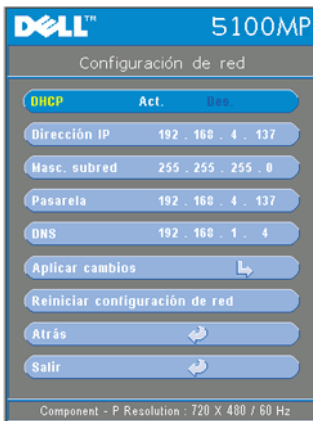 DELL™ 5100MP
Configuración de red
DHCP Act. Des.
Dirección IP 192 . 168 . 4 . 137
Masc. subred 255 . 255 . 255 . 0
Pasarela 192 . 168 . 4 . 137
DNS 192 . 168 . 1 . 4
Aplicar cambios
Reiniciar configuración de red
Atrás
Salir
Component - P Resolution : 720 X 480 / 60 Hz